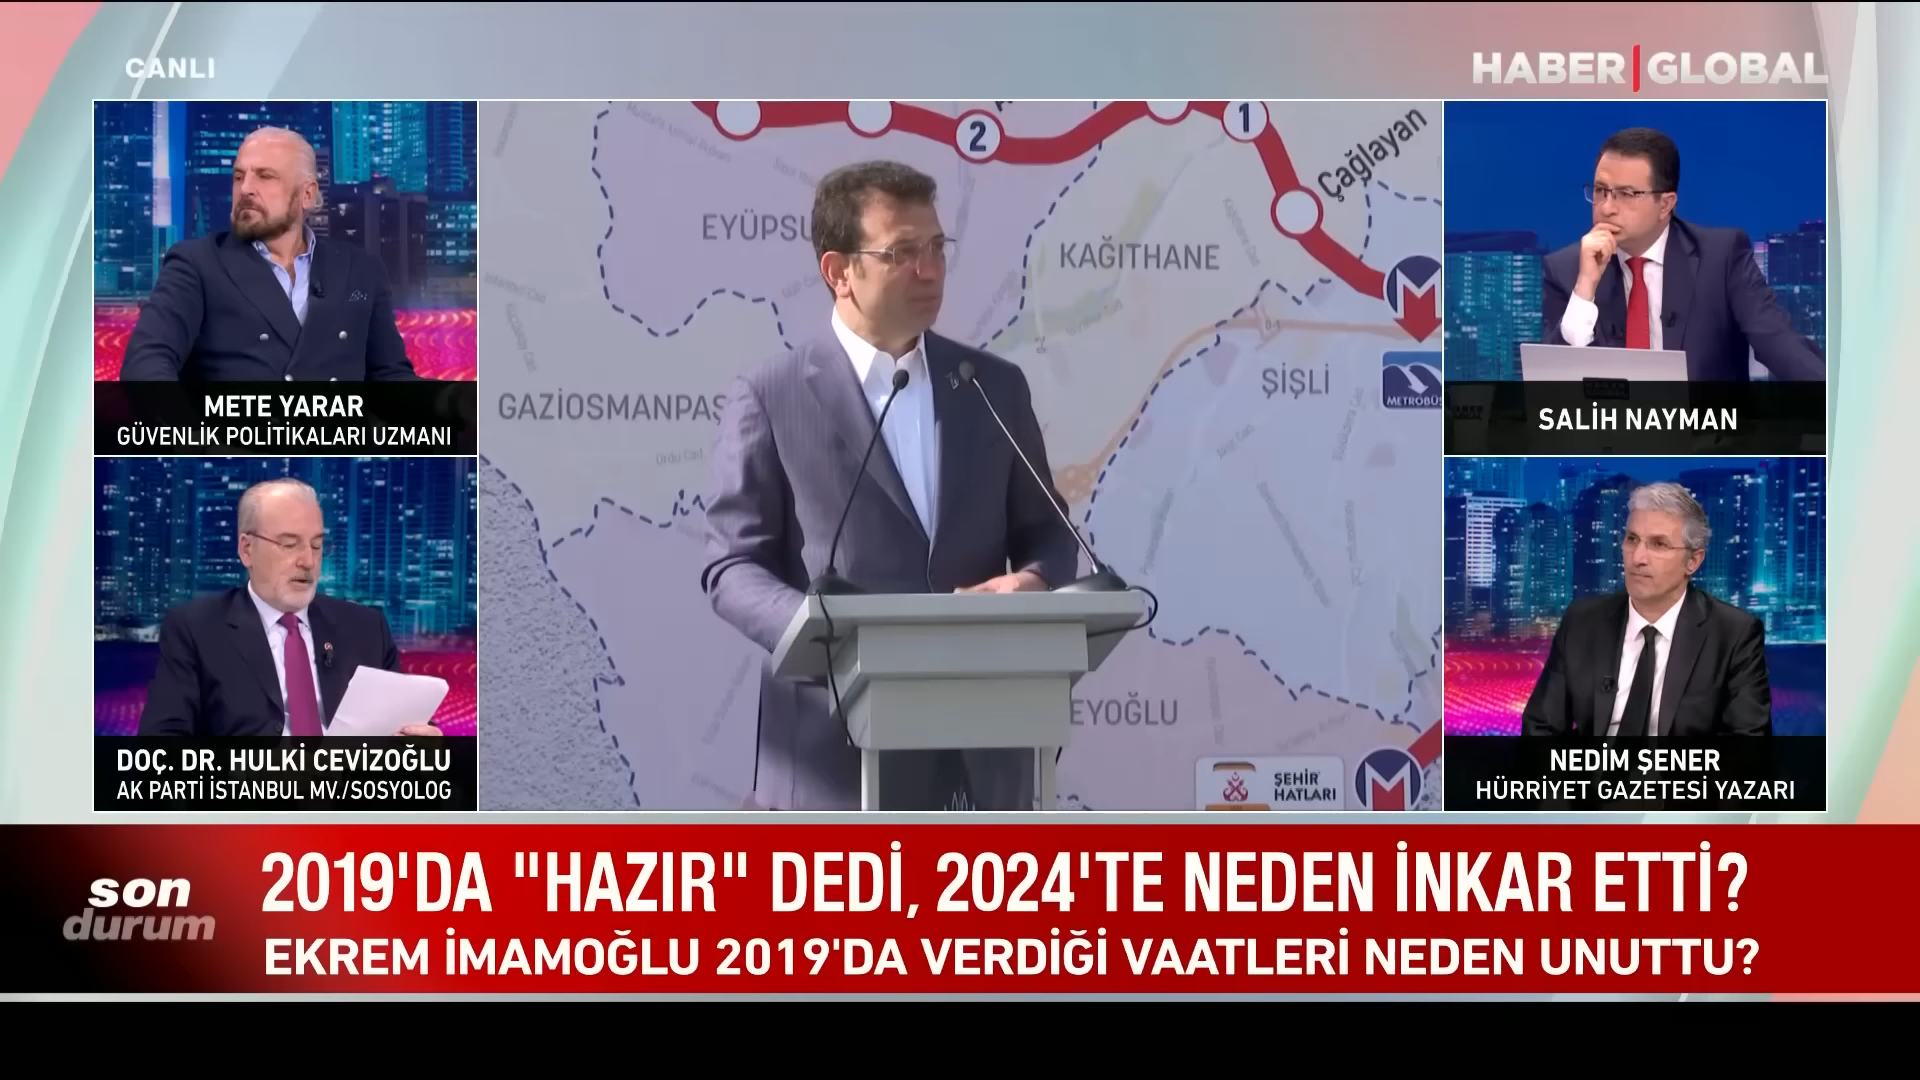 CANLI
HABER GLOBAL
METE YARAR
GÜVENLİK POLİTİKALARI UZMANI
DOÇ. DR. HULKİ CEVİZOĞLU
AK PARTİ İSTANBUL MV./SOSYOLOG
2
1
Çağlayan
EYÜPSU
KAĞITHANE
GAZİOSMANPAŞ
ŞİŞLİ
METROBÜS
EYOĞLU
ŞEHİR
HATLARI
SALİH NAYMAN
NEDİM ŞENER
HÜRRİYET GAZETESİ YAZARI
son
durum
2019'DA "HAZIR" DEDİ, 2024'TE NEDEN İNKAR ETTİ?
EKREM İMAMOĞLU 2019'DA VERDİĞİ VAATLERİ NEDEN UNUTTU?